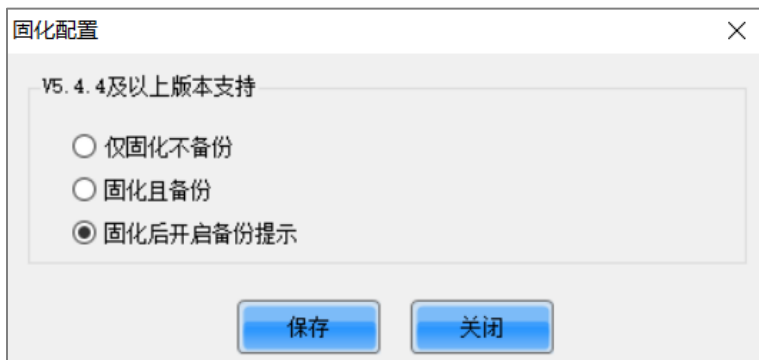 固化配置
V5.4.4及以上版本支持
仅固化不备份
固化且备份
固化后开启备份提示
保存 关闭